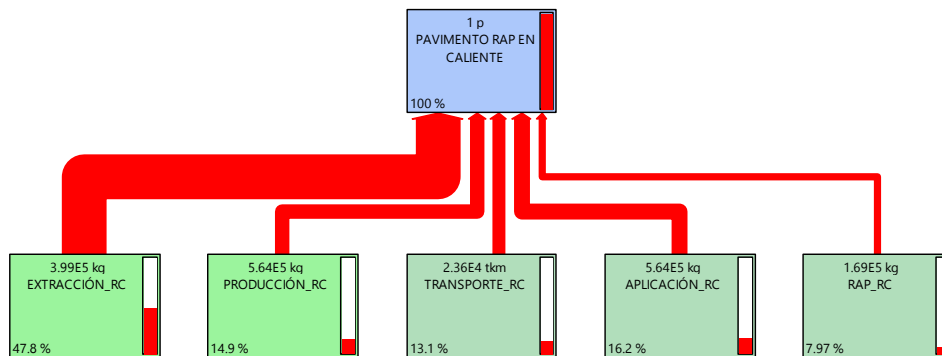 1 p
PAVIMENTO RAP EN
CALIENTE
100 %
3.99E5 kg
EXTRACCIÓN_RC
47.8 %
5.64E5 kg
PRODUCCIÓN_RC
14.9 %
2.36E4 tkm
TRANSPORTE_RC
13.1 %
5.64E5 kg
APLICACIÓN_RC
16.2 %
1.69E5 kg
RAP_RC
7.97 %